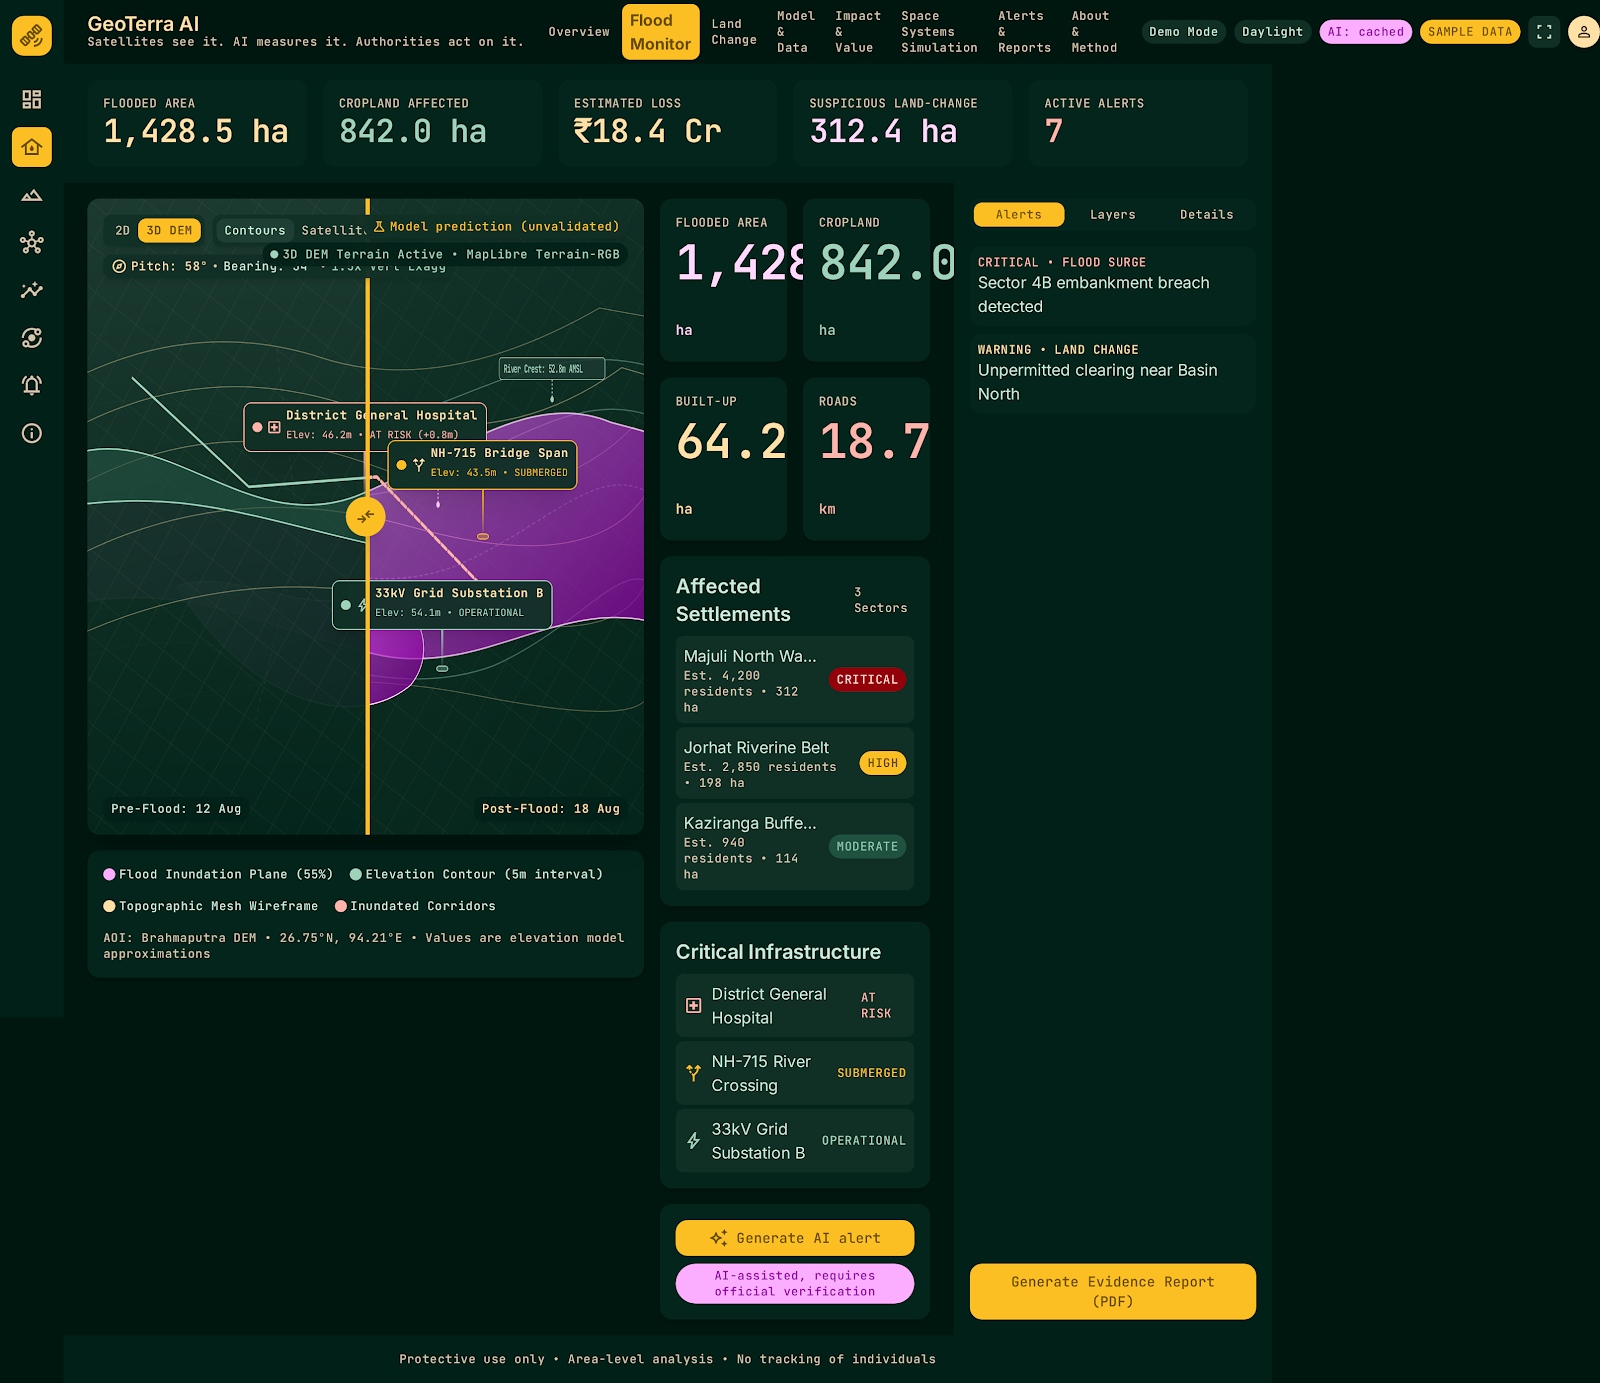 GeoTerra AI
Satellites see it. AI measures it. Authorities act on it.
Overview
Flood
Monitor
Land
Change
Model
&
Data
Impact
&
Value
Space
Systems
Simulation
Alerts
&
Reports
About
&
Method
Demo Mode
Daylight
AI: cached
SAMPLE DATA
FLOODED AREA
1,428.5 ha
CROPLAND AFFECTED
842.0 ha
ESTIMATED LOSS
₹18.4 Cr
SUSPICIOUS LAND-CHANGE
312.4 ha
ACTIVE ALERTS
7
2D
3D DEM
Contours
Satellite
Model prediction (unvalidated)
3D DEM Terrain Active • MapLibre Terrain-RGB
Pitch: 58° • Bearing: 34° • 1.5x Vert Exagg
River Crest: 52.8m AMSL
District General Hospital
Elev: 46.2m • AT RISK (+0.8m)
NH-715 Bridge Span
Elev: 43.5m • SUBMERGED
33kV Grid Substation B
Elev: 54.1m • OPERATIONAL
Pre-Flood: 12 Aug
Post-Flood: 18 Aug
Flood Inundation Plane (55%)
Elevation Contour (5m interval)
Topographic Mesh Wireframe
Inundated Corridors
AOI: Brahmaputra DEM • 26.75°N, 94.21°E • Values are elevation model
approximations
FLOODED AREA
1,428
ha
CROPLAND
842.0
ha
BUILT-UP
64.2
ha
ROADS
18.7
km
Affected
Settlements
3
Sectors
Majuli North Wa...
Est. 4,200
residents • 312
ha
CRITICAL
Jorhat Riverine Belt
Est. 2,850 residents
• 198 ha
HIGH
Kaziranga Buffe...
Est. 940
residents • 114
ha
MODERATE
Critical Infrastructure
District General
Hospital
AT
RISK
NH-715 River
Crossing
SUBMERGED
33kV Grid
Substation B
OPERATIONAL
Generate AI alert
AI-assisted, requires
official verification
Alerts
Layers
Details
CRITICAL • FLOOD SURGE
Sector 4B embankment breach
detected
WARNING • LAND CHANGE
Unpermitted clearing near Basin
North
Generate Evidence Report
(PDF)
Protective use only • Area-level analysis • No tracking of individuals